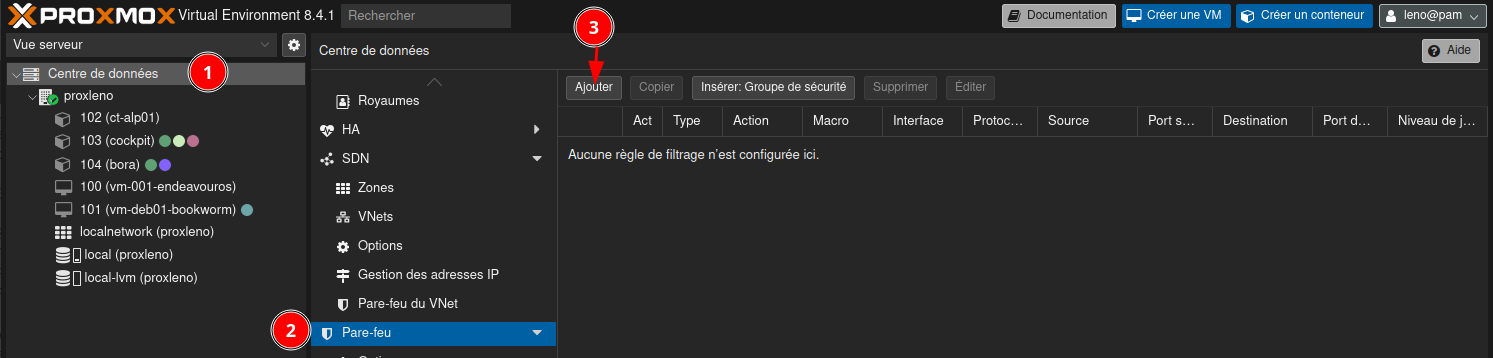 PROXMOX Virtual Environment 8.4.1 Rechercher Documentation Créer une VM Créer un conteneur leno@pam
Vue serveur
Centre de données
1
proxleno
102 (ct-alp01)
103 (cockpit)
104 (bora)
100 (vm-001-endeavouros)
101 (vm-deb01-bookworm)
localnetwork (proxleno)
local (proxleno)
local-lvm (proxleno)
Centre de données
3
Aide
Royaumes
HA
SDN
Zones
VNets
Options
Gestion des adresses IP
Pare-feu du VNet
2
Pare-feu
Ajouter Copier Insérer: Groupe de sécurité Supprimer Éditer
Act Type Action Macro Interface Protoc… Source Port s… Destination Port d… Niveau de j…
Aucune règle de filtrage n'est configurée ici.